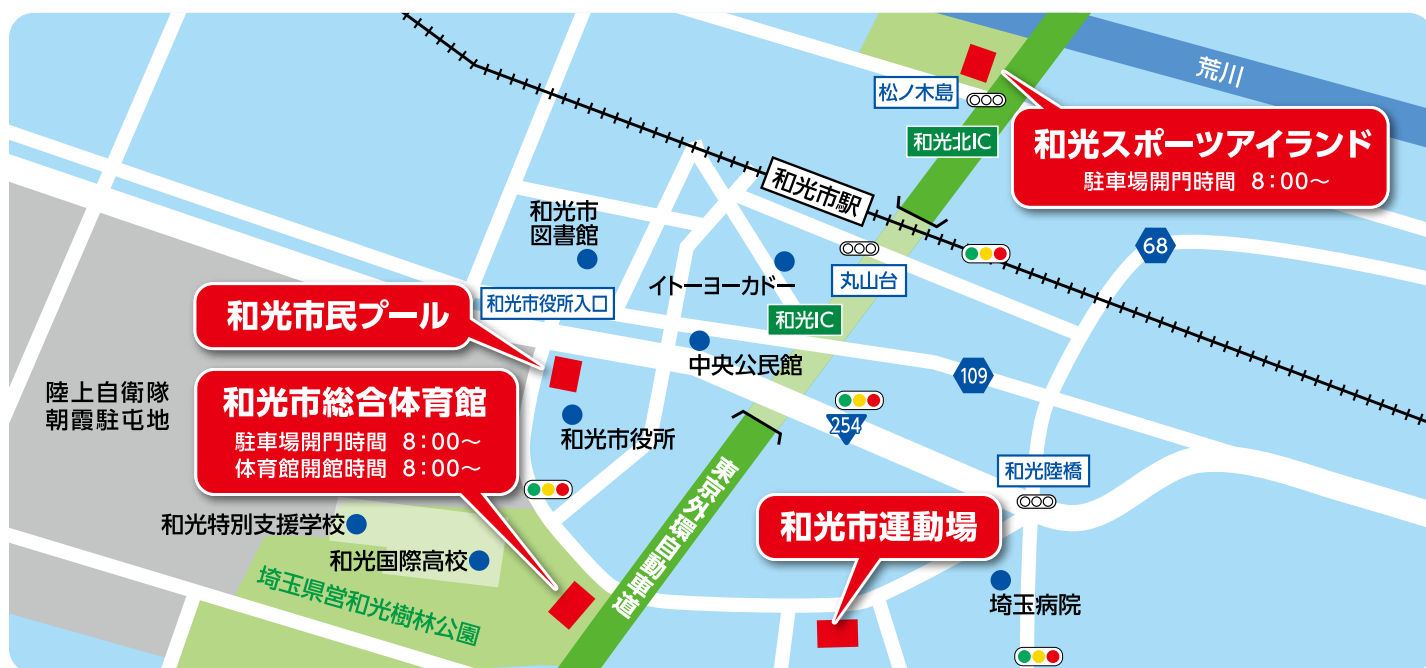 荒川
松ノ木島
和光北IC
和光スポーツアイランド
駐車場開門時間 8:00〜
和光市駅
和光市
図書館
68
イトーヨーカドー
丸山台
和光市役所入口
和光IC
和光市民プール
中央公民館
109
陸上自衛隊
朝霞駐屯地
和光市総合体育館
駐車場開門時間 8:00〜
体育館開館時間 8:00〜
和光市役所
254
和光陸橋
東京外環自動車道
和光市運動場
和光特別支援学校
和光国際高校
埼玉県営和光樹林公園
埼玉病院